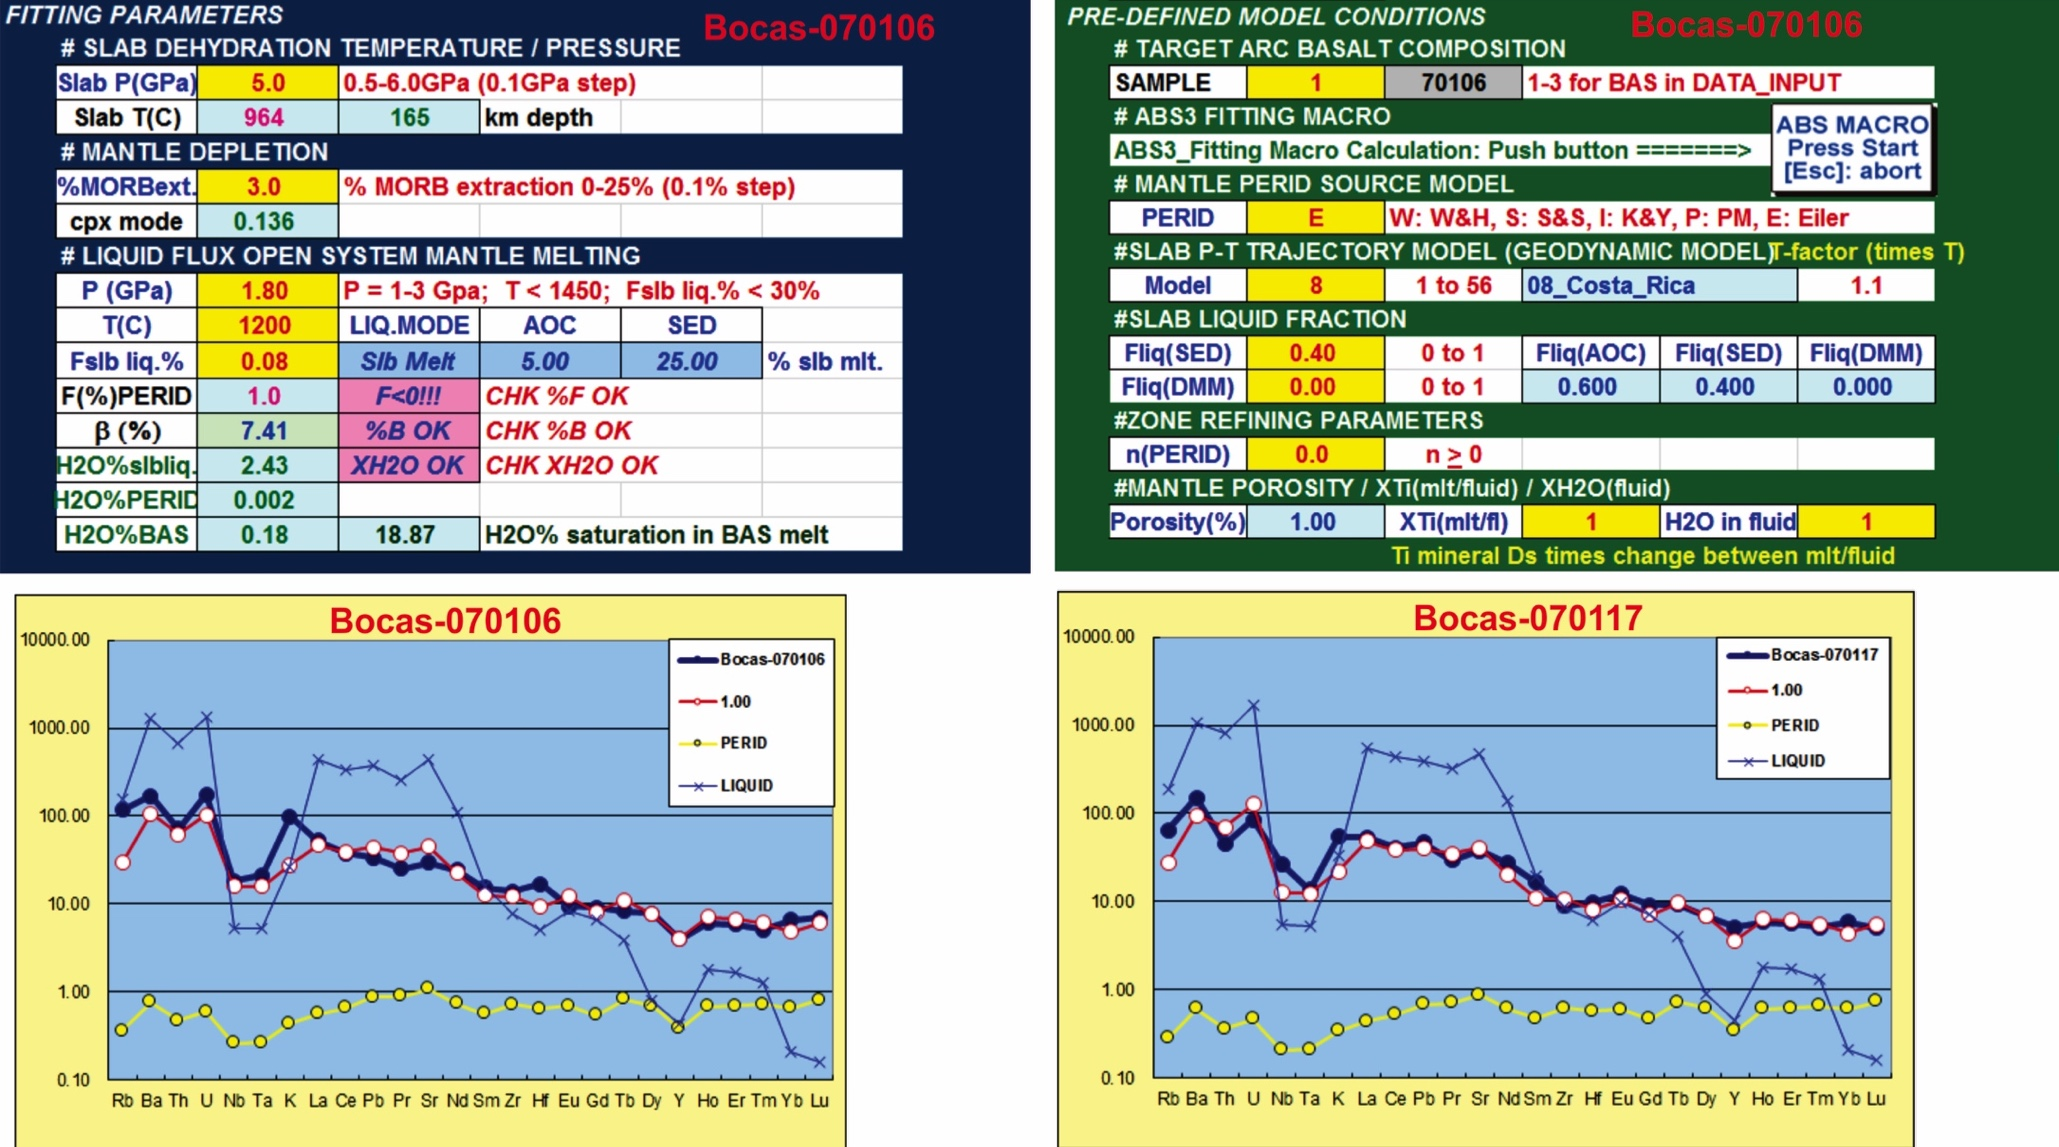 FITTING PARAMETERS
Bocas-070106
# SLAB DEHYDRATION TEMPERATURE / PRESSURE
Slab P(GPa) 5.0 0.5-6.0GPa (0.1GPa step)
Slab T(C) 964 165 km depth
# MANTLE DEPLETION
%MORBext. 3.0 % MORB extraction 0-25% (0.1% step)
cpx mode 0.136
# LIQUID FLUX OPEN SYSTEM MANTLE MELTING
P (GPa) 1.80 P = 1-3 Gpa; T < 1450; Fslb liq.% < 30%
T(C) 1200 LIQ.MODE AOC SED
Fslb liq.% 0.08 Slb Melt 5.00 25.00 % slb mlt.
F(%)PERID 1.0 F<0!!! CHK %F OK
β (%) 7.41 %B OK CHK %B OK
H2O%slbliq. 2.43 XH2O OK CHK XH2O OK
H2O%PERID 0.002
H2O%BAS 0.18 18.87 H2O% saturation in BAS melt
PRE-DEFINED MODEL CONDITIONS
Bocas-070106
# TARGET ARC BASALT COMPOSITION
SAMPLE 1 70106 1-3 for BAS in DATA_INPUT
# ABS3 FITTING MACRO
ABS3_Fitting Macro Calculation: Push button =======>
ABS MACRO
Press Start
[Esc]: abort
# MANTLE PERID SOURCE MODEL
PERID E W: W&H, S: S&S, I: K&Y, P: PM, E: Eiler
#SLAB P-T TRAJECTORY MODEL (GEODYNAMIC MODEL) T-factor (times T)
Model 8 1 to 56 08_Costa_Rica 1.1
#SLAB LIQUID FRACTION
Fliq(SED) 0.40 0 to 1 Fliq(AOC) Fliq(SED) Fliq(DMM)
Fliq(DMM) 0.00 0 to 1 0.600 0.400 0.000
#ZONE REFINING PARAMETERS
n(PERID) 0.0 n ≥ 0
#MANTLE POROSITY / XTi(mlt/fluid) / XH2O(fluid)
Porosity(%) 1.00 XTi(mlt/fl) 1 H2O in fluid 1
Ti mineral Ds times change between mlt/fluid
Bocas-070106
10000.00
1000.00
100.00
10.00
1.00
0.10
Bocas-070106
1.00
PERID
LIQUID
Rb Ba Th U Nb Ta K La Ce Pb Pr Sr Nd Sm Zr Hf Eu Gd Tb Dy Y Ho Er Tm Yb Lu
Bocas-070117
10000.00
1000.00
100.00
10.00
1.00
0.10
Bocas-070117
1.00
PERID
LIQUID
Rb Ba Th U Nb Ta K La Ce Pb Pr Sr Nd Sm Zr Hf Eu Gd Tb Dy Y Ho Er Tm Yb Lu